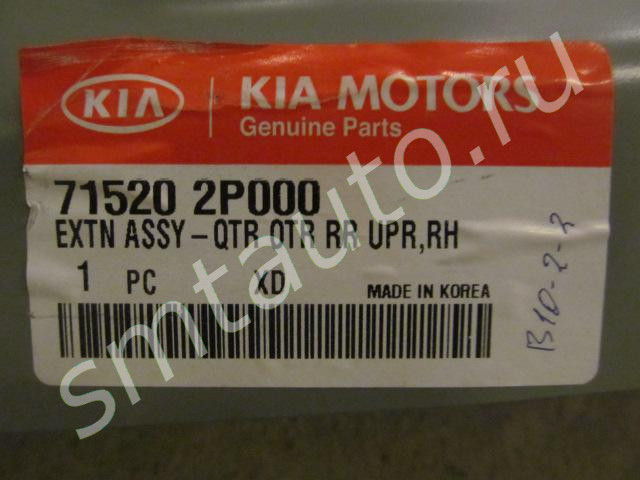 KIA
KIA MOTORS
Genuine Parts
71520 2P000
EXTN ASSY-QTR OTR RR UPR,RH
1 PC XD
MADE IN KOREA
B10-2-2
smtauto.ru